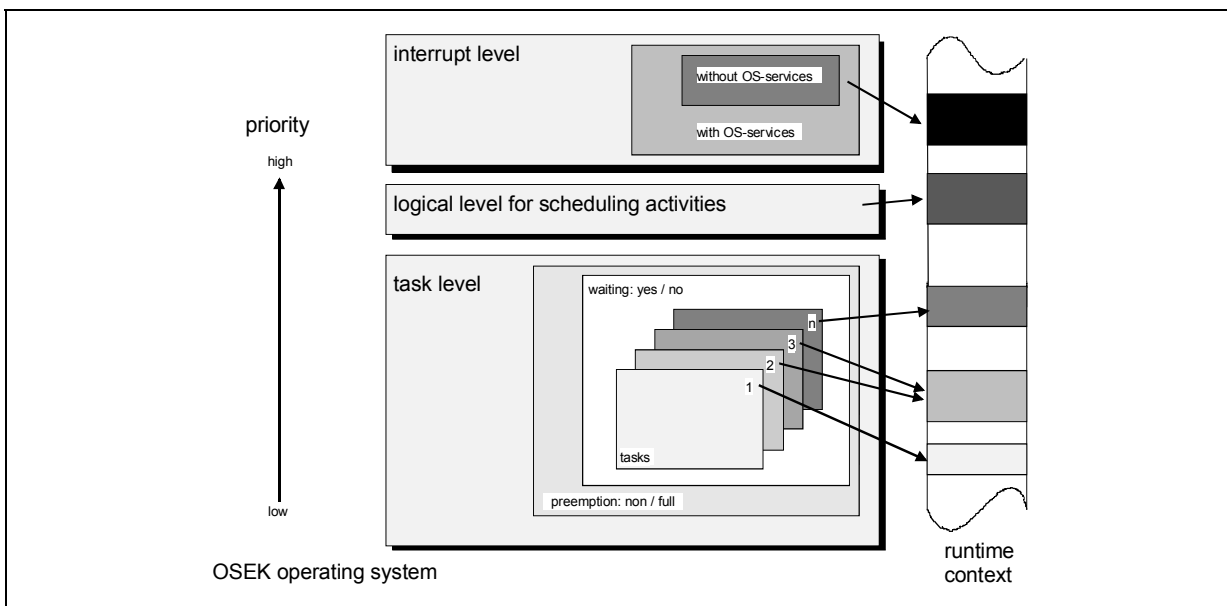 interrupt level
without OS-services
with OS-services
priority
high
logical level for scheduling activities
task level
waiting: yes / no
n
3
2
1
tasks
preemption: non / full
low
OSEK operating system
runtime
context